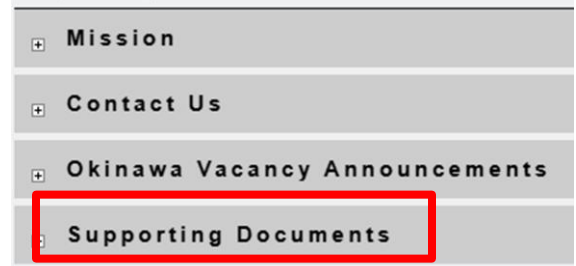 Mission
Contact Us
Okinawa Vacancy Announcements
Supporting Documents